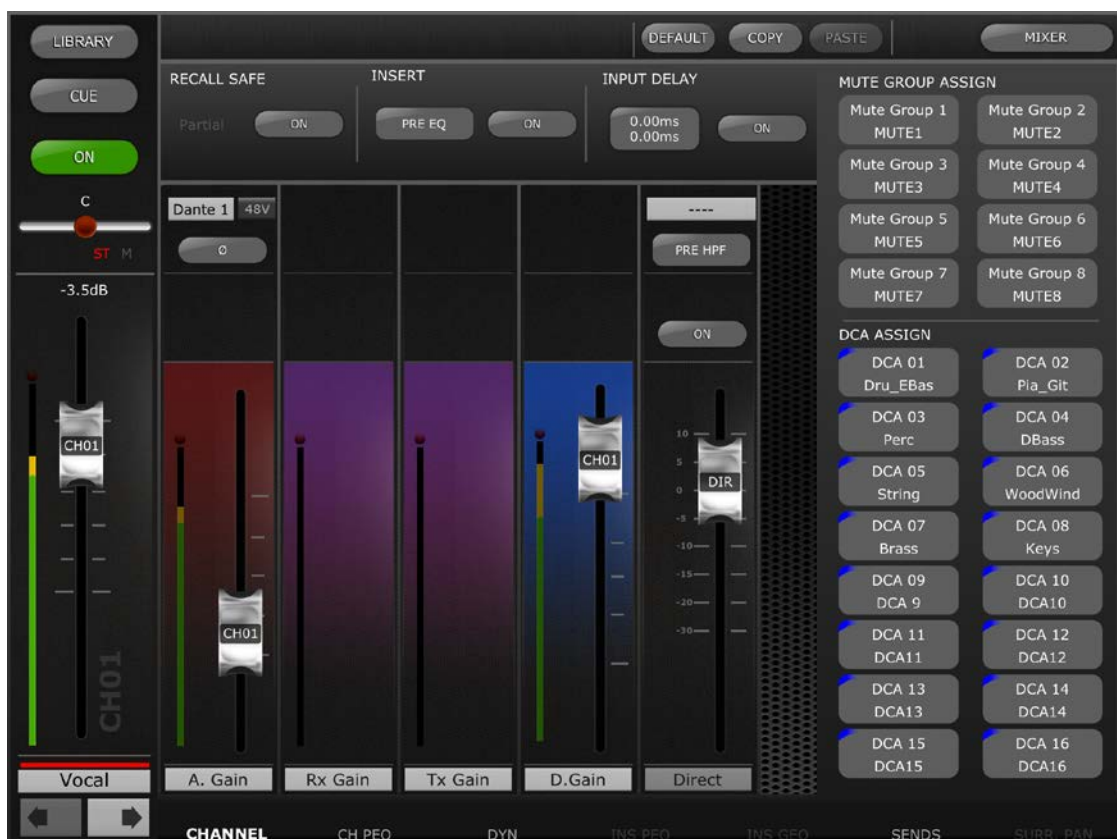 LIBRARY
DEFAULT
COPY
PASTE
MIXER
CUE
ON
C
ST M
-3.5dB
CH01
CH01
Vocal
RECALL SAFE
Partial
ON
INSERT
PRE EQ
ON
INPUT DELAY
0.00ms
0.00ms
ON
Dante 1
48V
Ø
CH01
A. Gain
Rx Gain
Tx Gain
CH01
D.Gain
----
PRE HPF
ON
10
5
0
-5
-10
-15
-20
-30
DIR
Direct
MUTE GROUP ASSIGN
Mute Group 1
MUTE1
Mute Group 2
MUTE2
Mute Group 3
MUTE3
Mute Group 4
MUTE4
Mute Group 5
MUTE5
Mute Group 6
MUTE6
Mute Group 7
MUTE7
Mute Group 8
MUTE8
DCA ASSIGN
DCA 01
Dru_EBas
DCA 02
Pia_Git
DCA 03
Perc
DCA 04
DBass
DCA 05
String
DCA 06
WoodWind
DCA 07
Brass
DCA 08
Keys
DCA 09
DCA 9
DCA 10
DCA10
DCA 11
DCA11
DCA 12
DCA12
DCA 13
DCA13
DCA 14
DCA14
DCA 15
DCA15
DCA 16
DCA16
CHANNEL
CH PEQ
DYN
INS PEQ
INS GEQ
SENDS
SURR. PAN